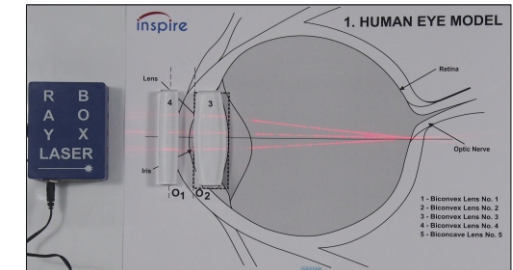 inspire
1. HUMAN EYE MODEL
Lens
4
3
Retina
R B
A O
Y X
LASER
Optic Nerve
Iris
O1
O2
1 - Biconvex Lens No. 1
2 - Biconvex Lens No. 2
3 - Biconvex Lens No. 3
4 - Biconvex Lens No. 4
5 - Biconcave Lens No. 5